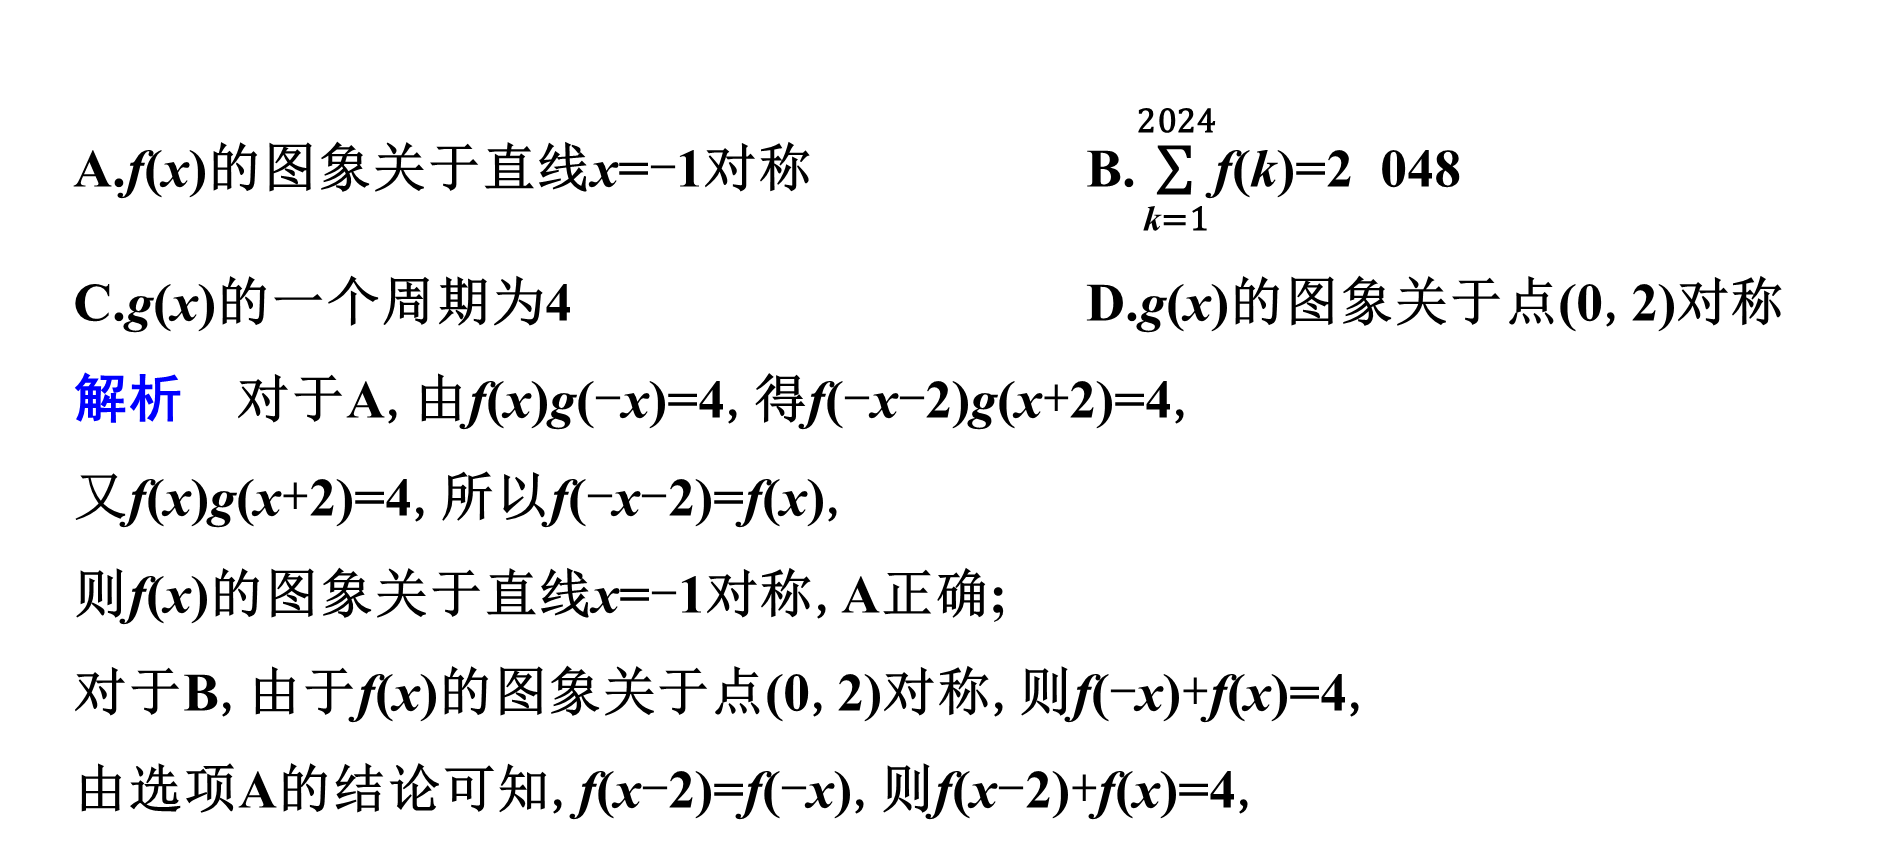 A.f(x)的图象关于直线x=−1对称 B. ∑_{k=1}^{2024} f(k)=2 048
C.g(x)的一个周期为4 D.g(x)的图象关于点(0, 2)对称
解析 对于A, 由f(x)g(−x)=4, 得f(−x−2)g(x+2)=4,
又f(x)g(x+2)=4, 所以f(−x−2)=f(x),
则f(x)的图象关于直线x=−1对称, A正确;
对于B, 由于f(x)的图象关于点(0, 2)对称, 则f(−x)+f(x)=4,
由选项A的结论可知, f(x−2)=f(−x), 则f(x−2)+f(x)=4,